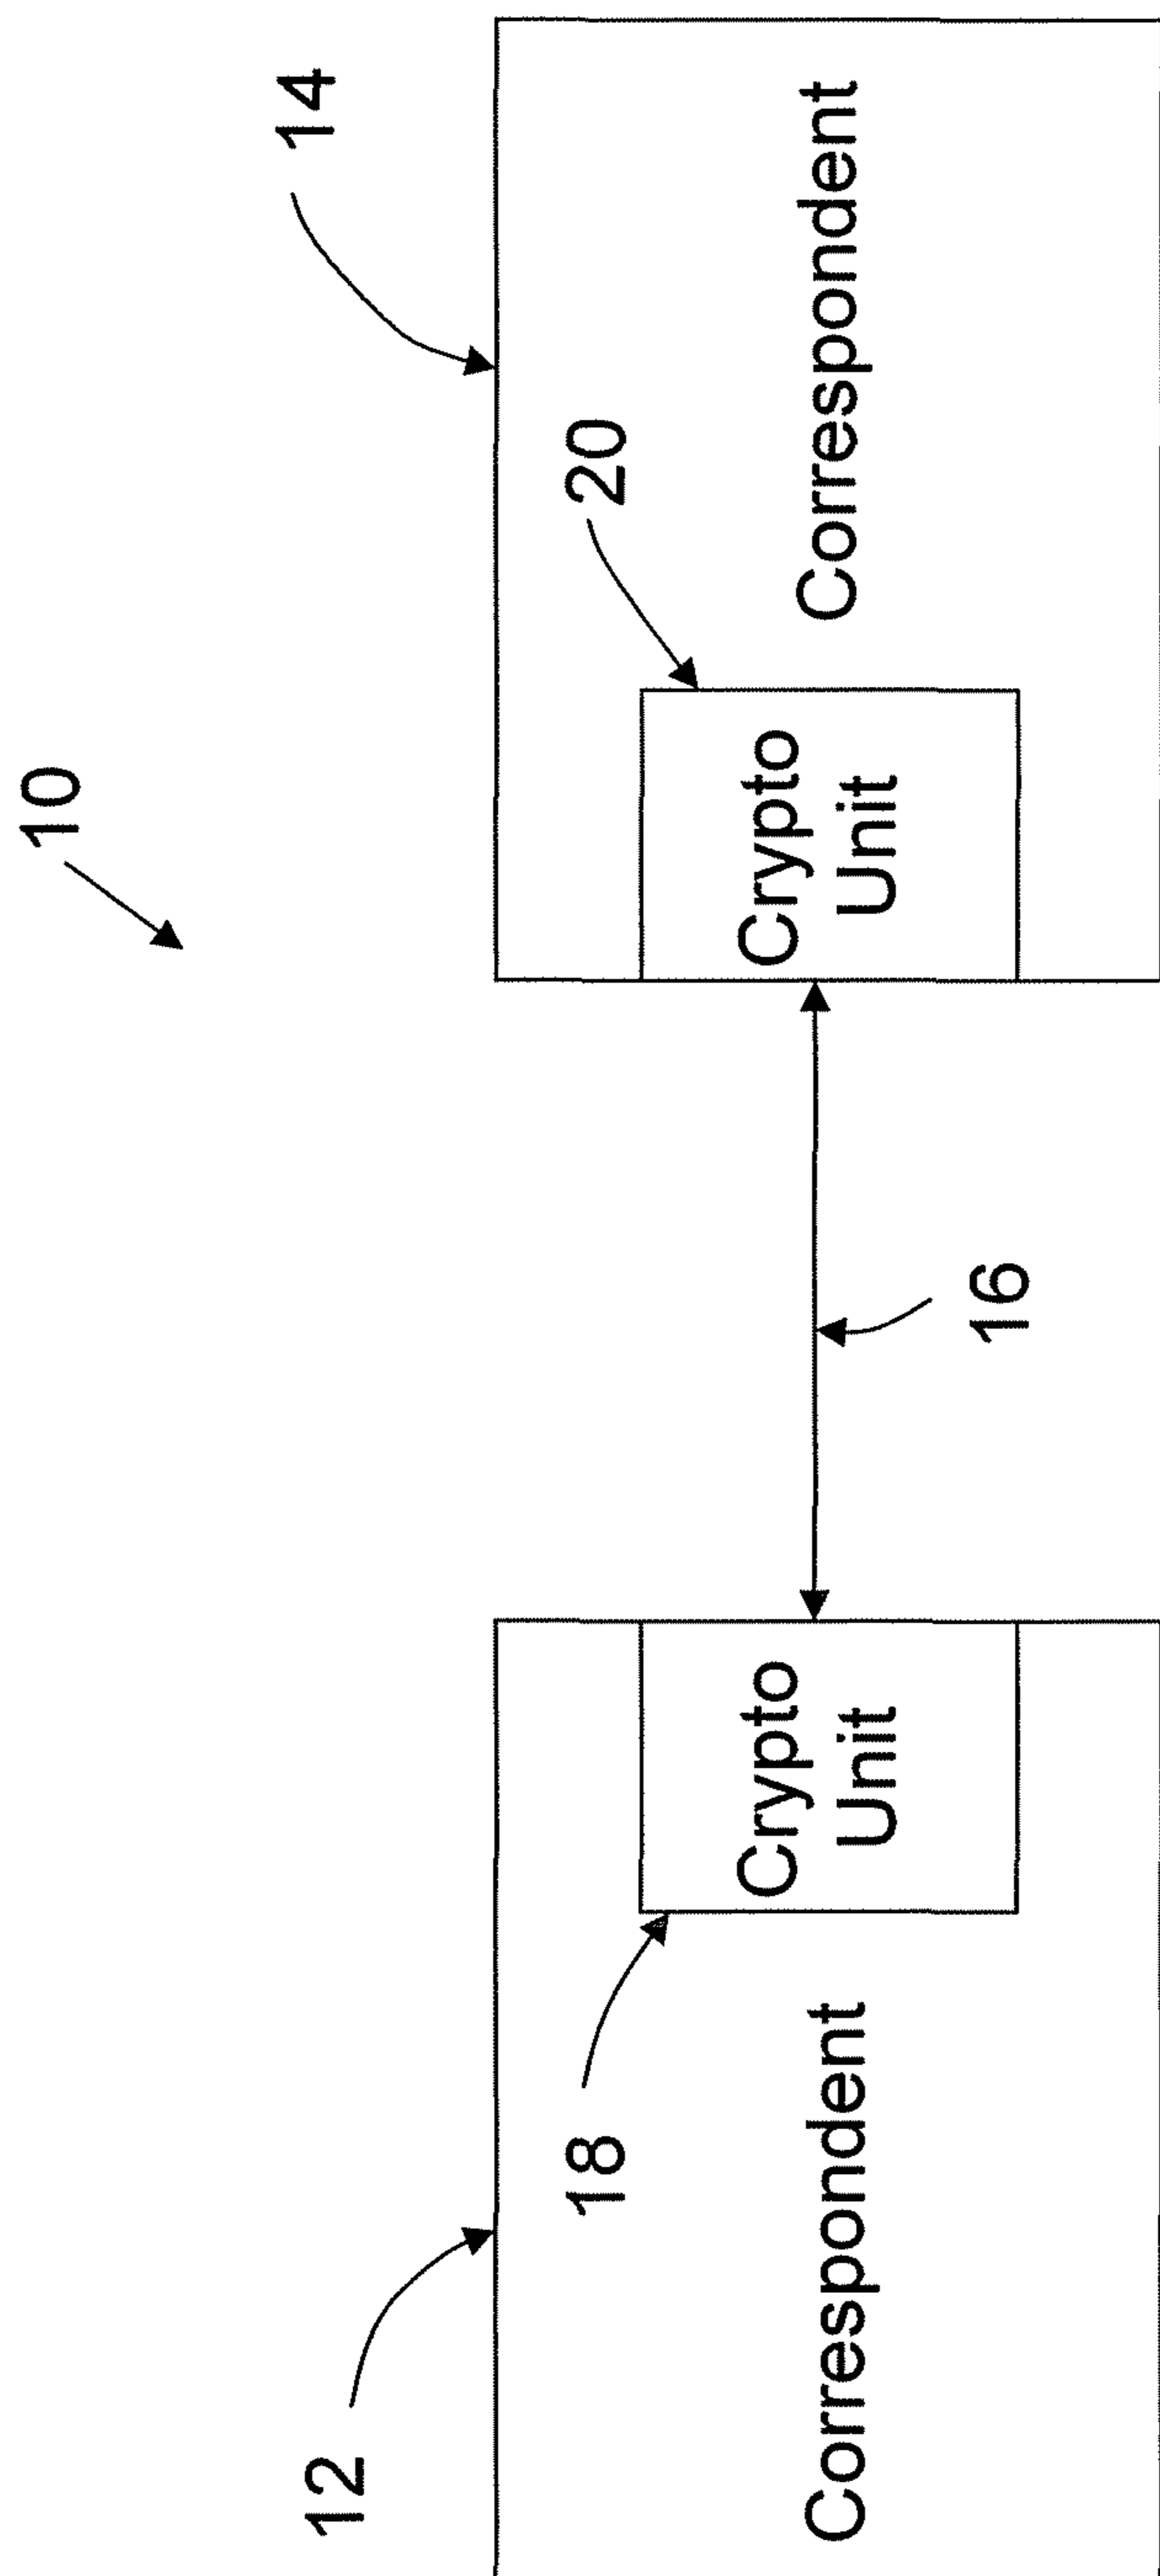 10
12
14
18
20
Correspondent
Crypto
Unit
Crypto
Unit
Correspondent
16